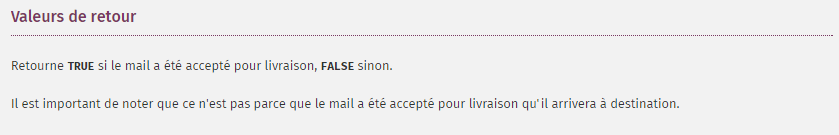 Valeurs de retour
Retourne TRUE si le mail a été accepté pour livraison, FALSE sinon.
Il est important de noter que ce n'est pas parce que le mail a été accepté pour livraison qu'il arrivera à destination.